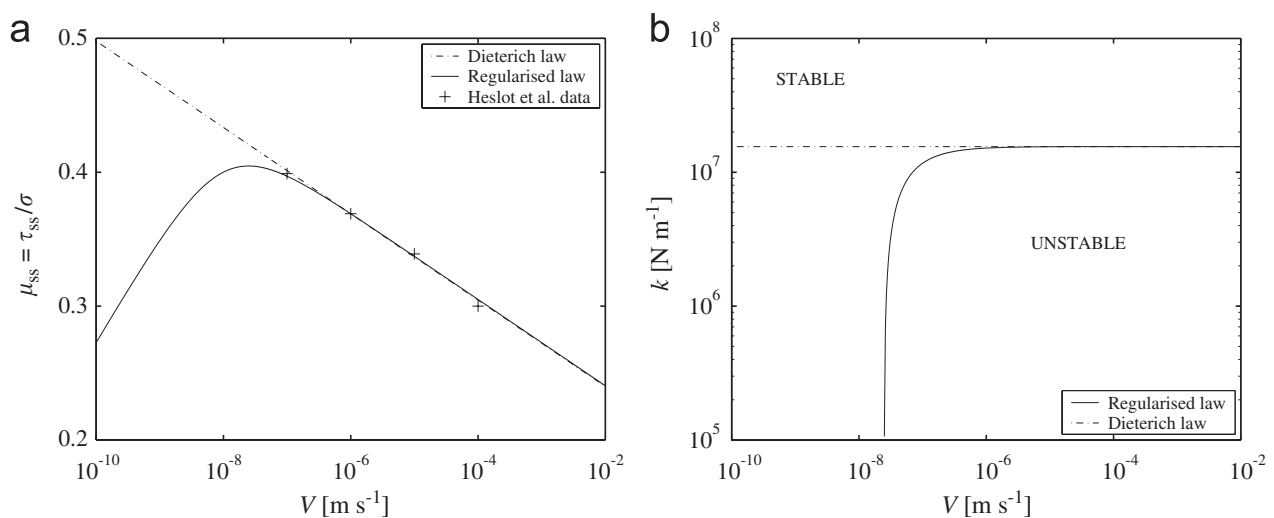 a
0.5
0.4
0.3
0.2
μss = τss/σ
Dieterich law
Regularised law
Heslot et al. data
10-10
10-8
10-6
10-4
10-2
V [m s-1]
b
108
107
106
105
k [N m-1]
STABLE
UNSTABLE
Regularised law
Dieterich law
10-10
10-8
10-6
10-4
10-2
V [m s-1]